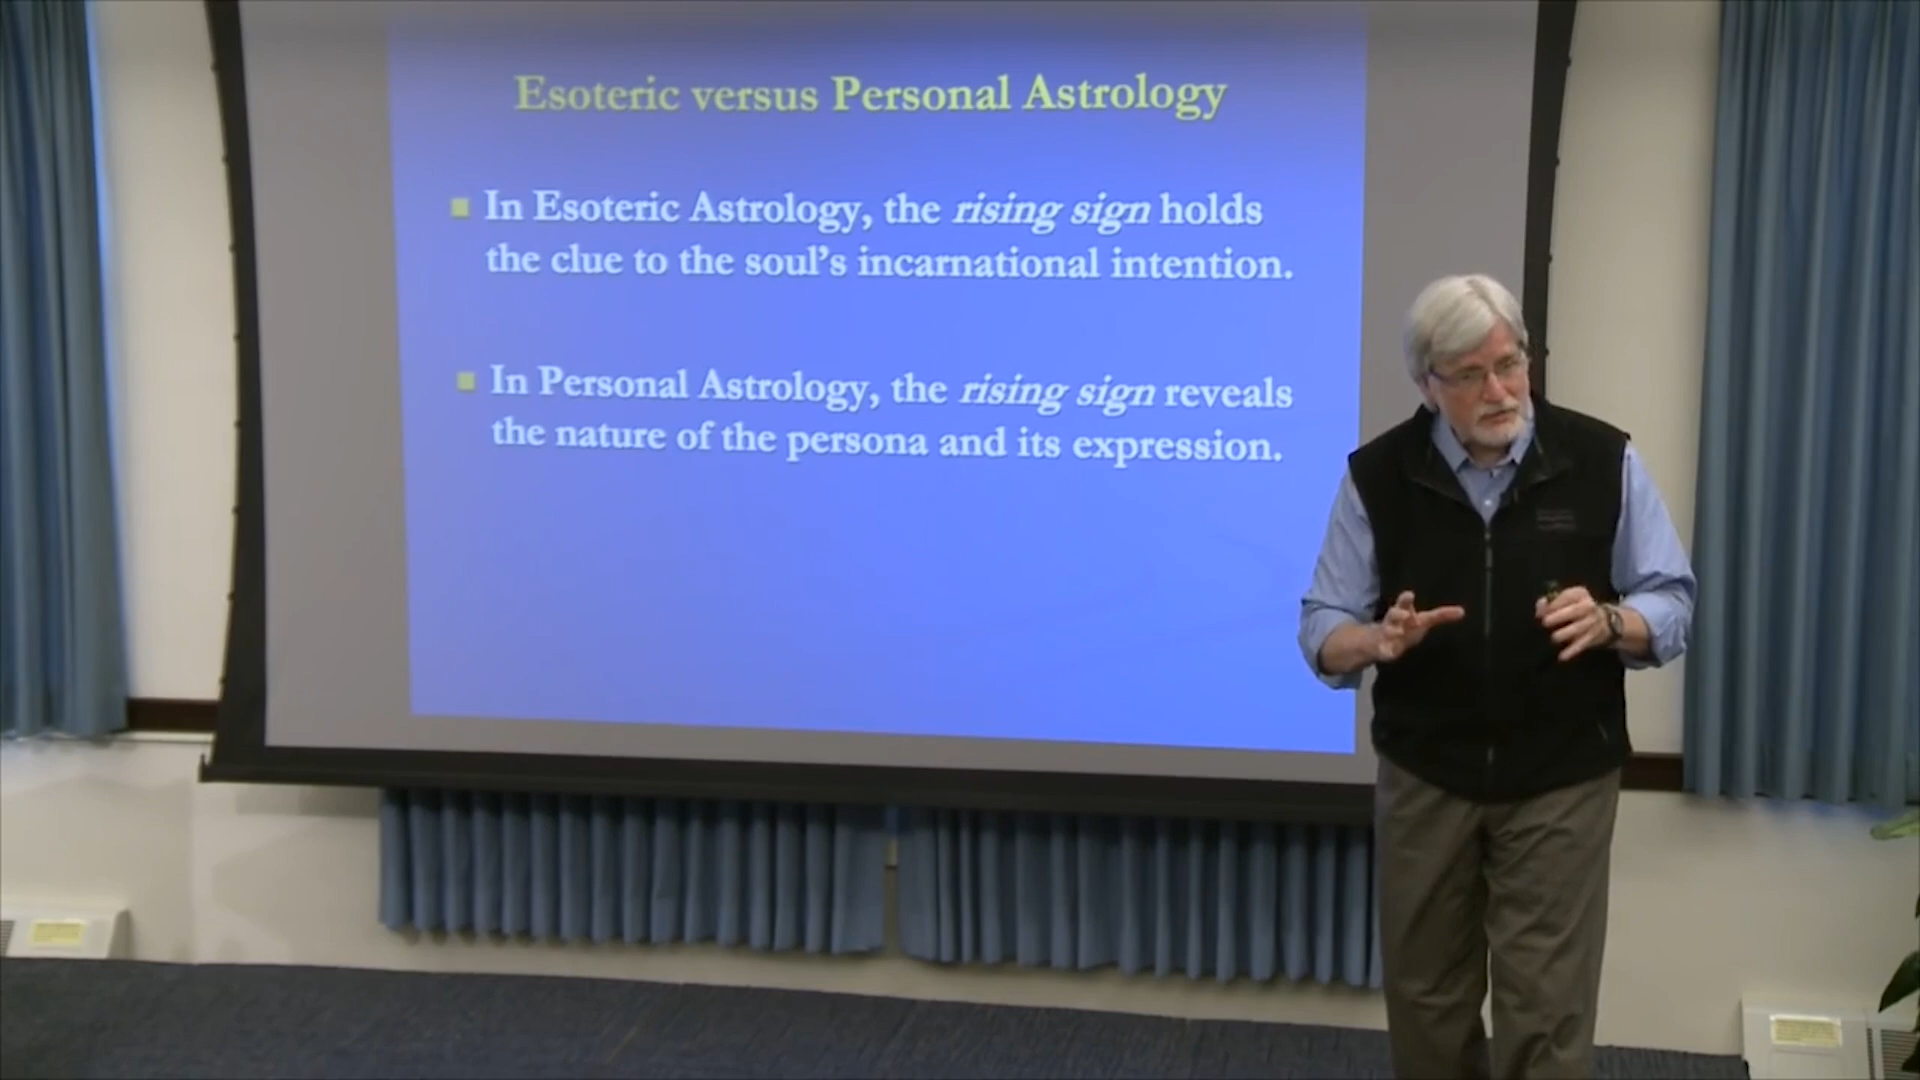 Esoteric versus Personal Astrology
In Esoteric Astrology, the rising sign holds
the clue to the soul's incarnational intention.
In Personal Astrology, the rising sign reveals
the nature of the persona and its expression.